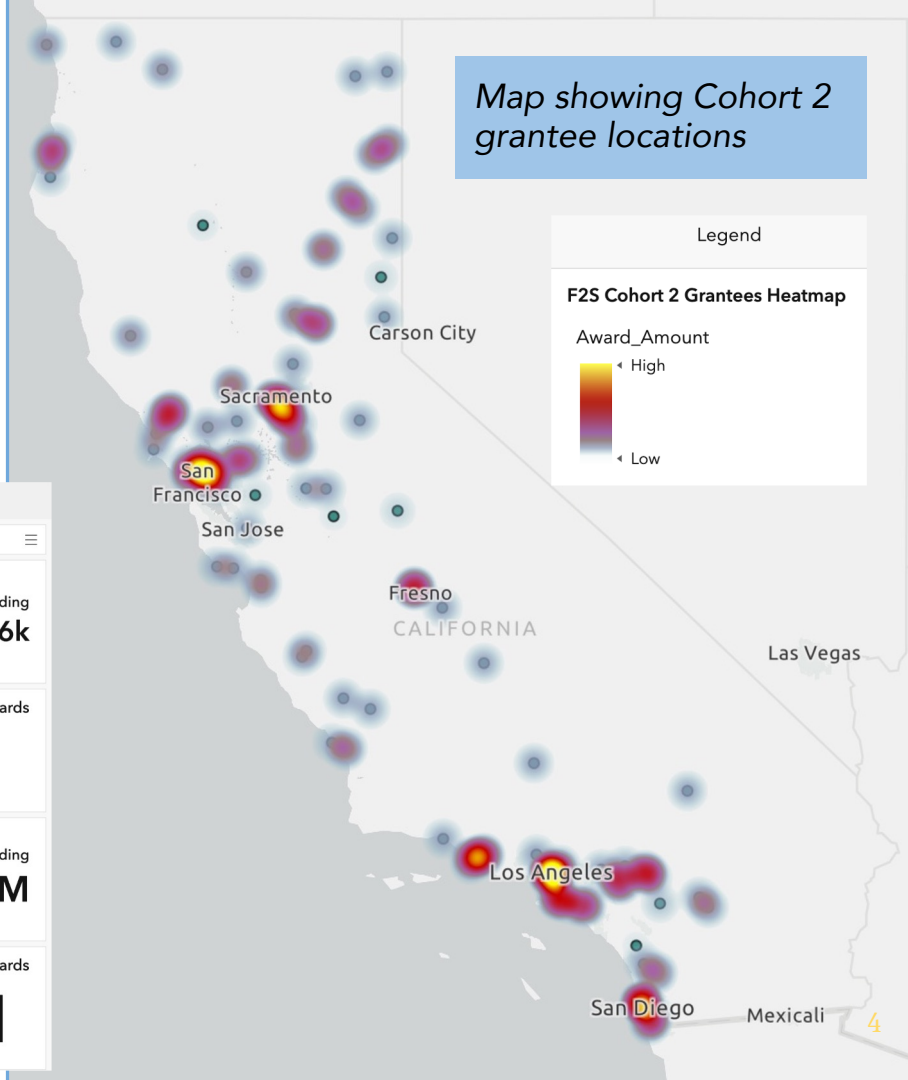 Map showing Cohort 2
grantee locations
Legend
F2S Cohort 2 Grantees Heatmap
Award_Amount
High
Low
Carson City
Sacramento
San
Francisco
San Jose
Fresno
CALIFORNIA
Las Vegas
Los Angeles
San Diego
Mexicali
ding
6k
ards
ding
M
ards
4